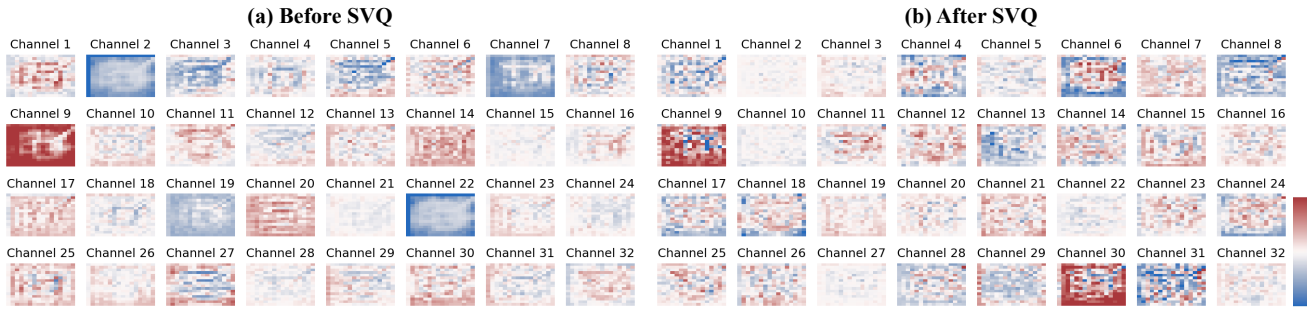 (a) Before SVQ (b) After SVQ
Channel 1 Channel 2 Channel 3 Channel 4 Channel 5 Channel 6 Channel 7 Channel 8 Channel 1 Channel 2 Channel 3 Channel 4 Channel 5 Channel 6 Channel 7 Channel 8
Channel 9 Channel 10 Channel 11 Channel 12 Channel 13 Channel 14 Channel 15 Channel 16 Channel 9 Channel 10 Channel 11 Channel 12 Channel 13 Channel 14 Channel 15 Channel 16
Channel 17 Channel 18 Channel 19 Channel 20 Channel 21 Channel 22 Channel 23 Channel 24 Channel 17 Channel 18 Channel 19 Channel 20 Channel 21 Channel 22 Channel 23 Channel 24
Channel 25 Channel 26 Channel 27 Channel 28 Channel 29 Channel 30 Channel 31 Channel 32 Channel 25 Channel 26 Channel 27 Channel 28 Channel 29 Channel 30 Channel 31 Channel 32